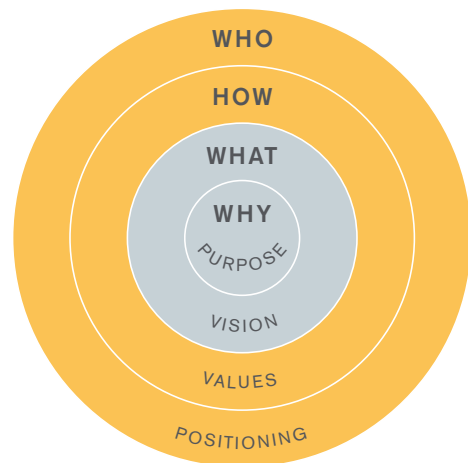 WHO
HOW
WHAT
WHY
PURPOSE
VISION
VALUES
POSITIONING